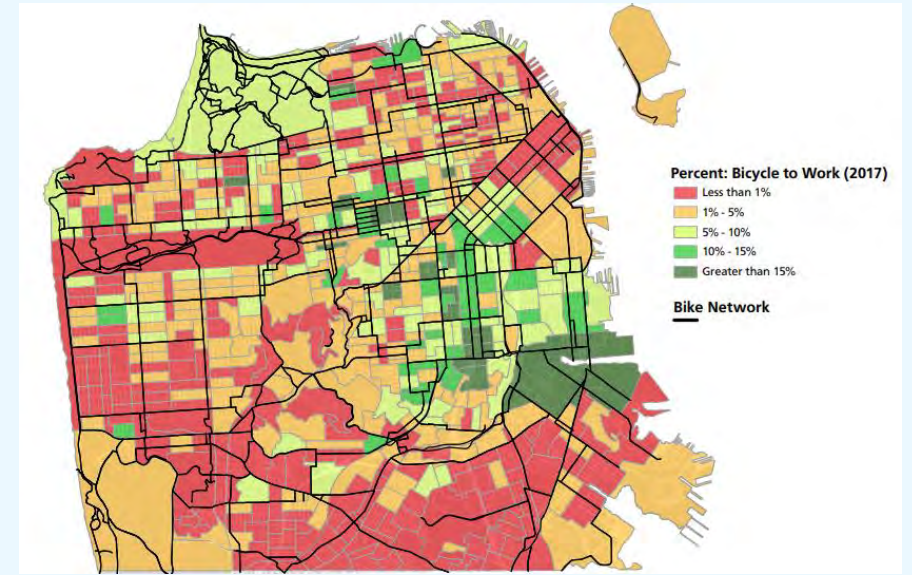 Percent: Bicycle to Work (2017)
Less than 1%
1% - 5%
5% - 10%
10% - 15%
Greater than 15%
Bike Network